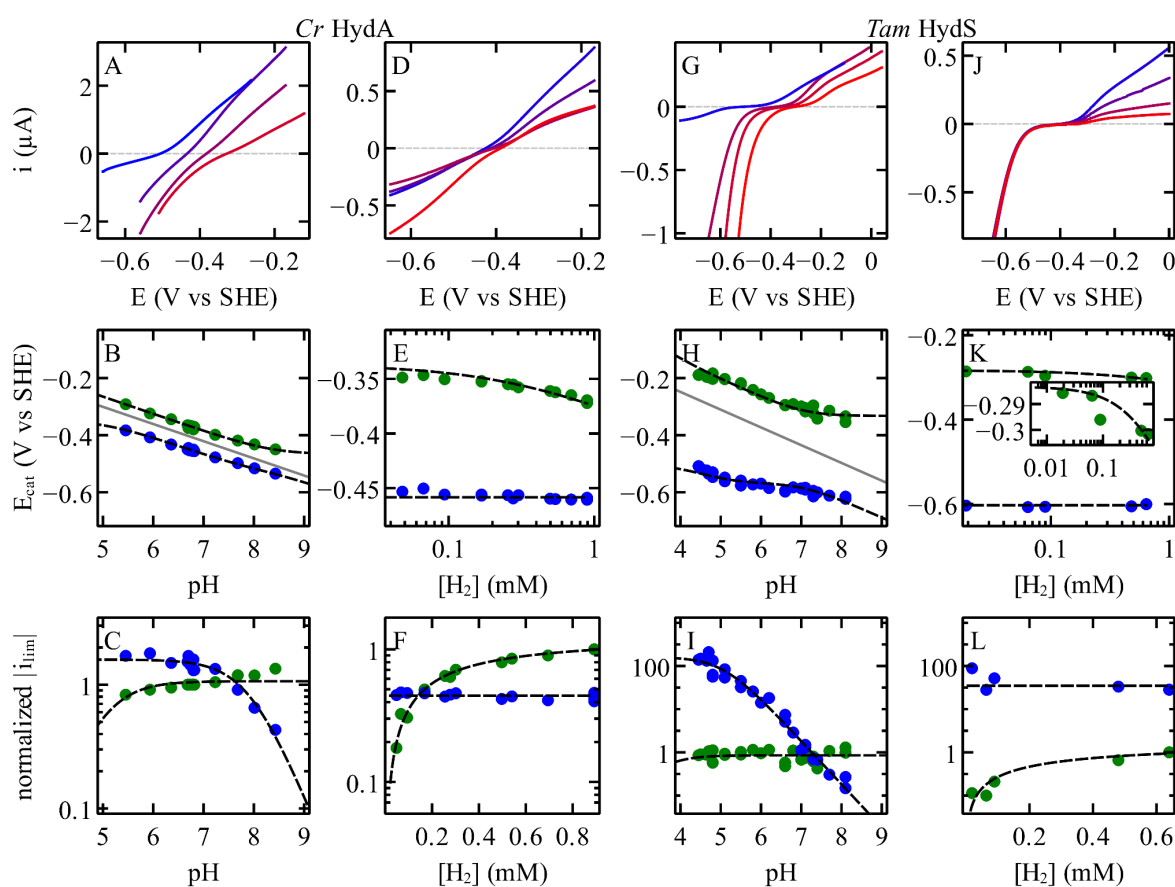 Cr HydA
Tam HydS
A
D
G
J
2
0
−2
0.5
0
−0.5
0
−0.5
−1
0.5
0
−0.5
i (µA)
−0.6 −0.4 −0.2
−0.6 −0.4 −0.2
−0.6 −0.4 −0.2 0
−0.6 −0.4 −0.2 0
E (V vs SHE)
E (V vs SHE)
E (V vs SHE)
E (V vs SHE)
B
E
H
K
−0.2
−0.4
−0.6
−0.35
−0.4
−0.45
−0.2
−0.4
−0.6
−0.2
−0.4
−0.6
−0.29
−0.3
0.01 0.1
Ecat (V vs SHE)
5 6 7 8 9
0.1 1
4 5 6 7 8 9
0.1 1
pH
[H₂] (mM)
pH
[H₂] (mM)
C
F
I
L
1
0.1
1
0.1
100
1
100
1
normalized |ilim|
5 6 7 8 9
0.2 0.4 0.6 0.8
4 5 6 7 8 9
0.2 0.4 0.6
pH
[H₂] (mM)
pH
[H₂] (mM)